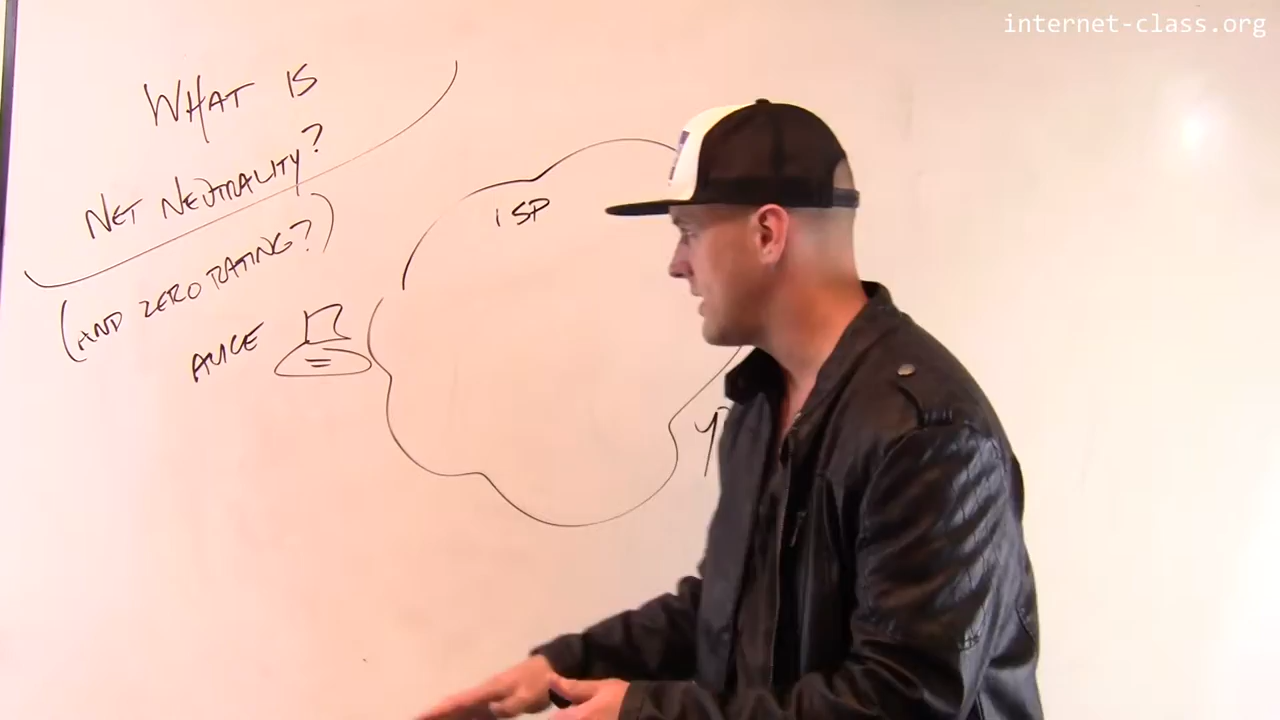 internet-class.org
WHAT IS
NET NEUTRALITY?
(AND ZERO RATING?)
ISP
ALICE